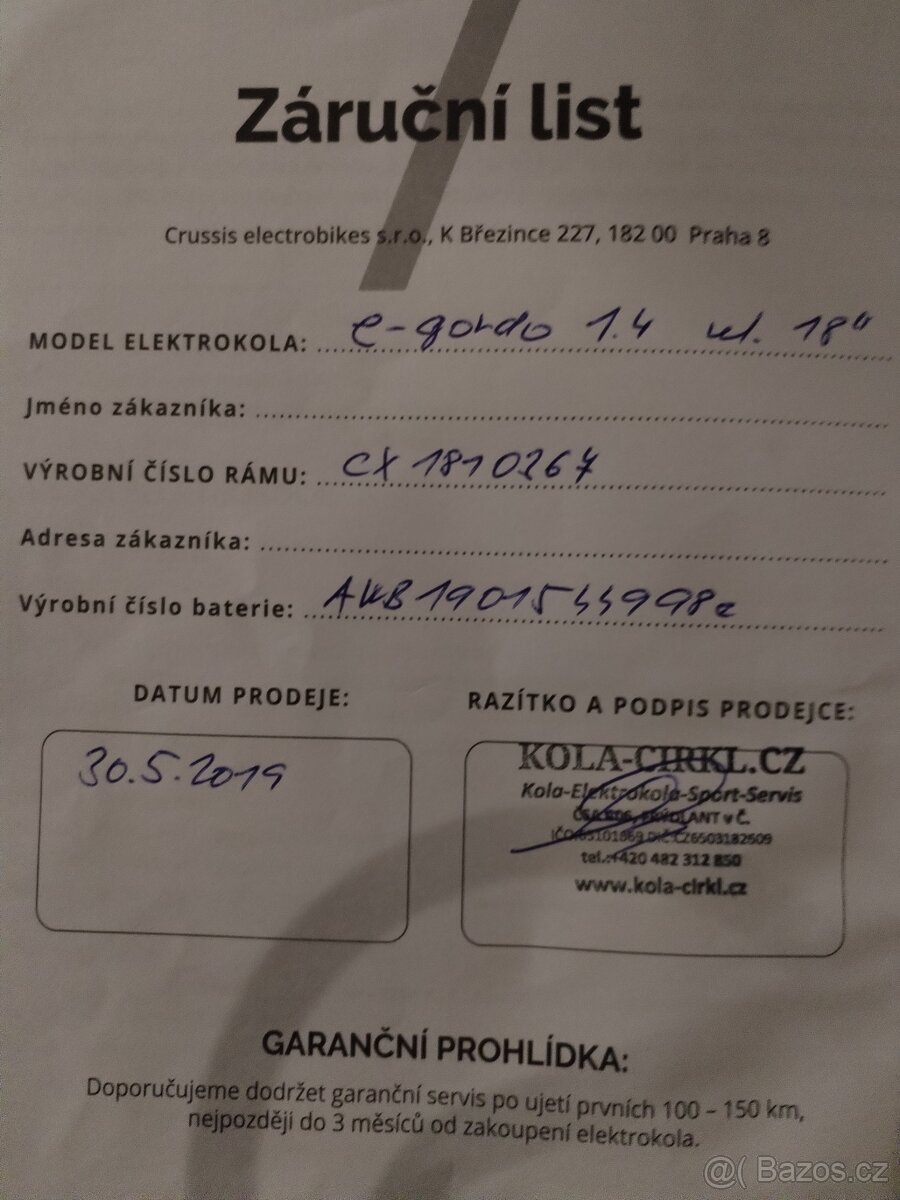 Záruční list
Crussis electrobikes s.r.o., K Březince 227, 182 00 Praha 8
MODEL ELEKTROKOLA: e-gordo 1.4 vel. 18"
Jméno zákazníka:
VÝROBNÍ ČÍSLO RÁMU: CX 1810267
Adresa zákazníka:
Výrobní číslo baterie:
DATUM PRODEJE:
30.5.2019
RAZÍTKO A PODPIS PRODEJCE:
KOLA-CIRKL.CZ
Kola-Elektrokola-Sport-Servis
FRÝDLANT v Č.
tel.:+420 482 312 850
www.kola-cirkl.cz
GARANČNÍ PROHLÍDKA:
Doporučujeme dodržet garanční servis po ujetí prvních 100 – 150 km,
nejpozději do 3 měsíců od zakoupení elektrokola.
@( Bazos.cz